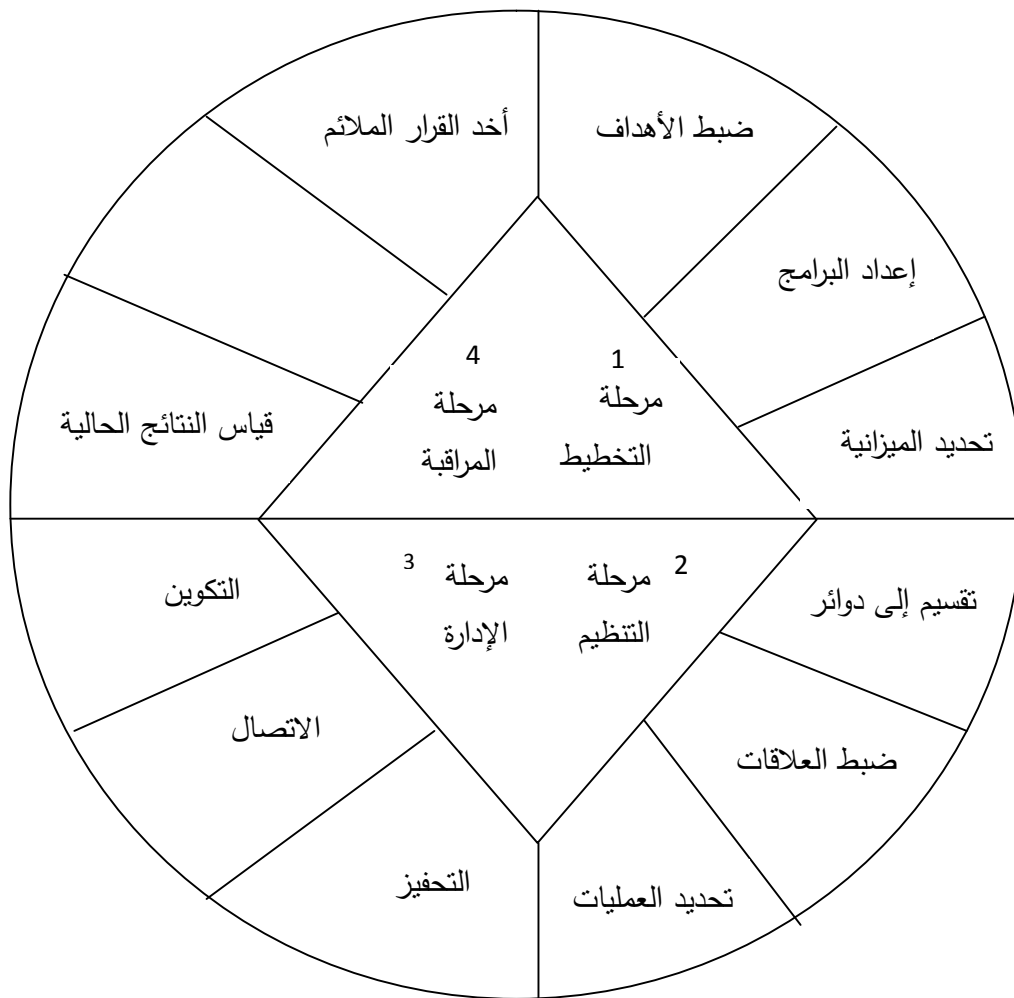 أخد القرار الملائم
ضبط الأهداف
إعداد البرامج
تحديد الميزانية
قياس النتائج الحالية
1
مرحلة
التخطيط
4
مرحلة
المراقبة
2
مرحلة
التنظيم
3
مرحلة
الإدارة
تقسيم إلى دوائر
ضبط العلاقات
تحديد العمليات
التكوين
الاتصال
التحفيز